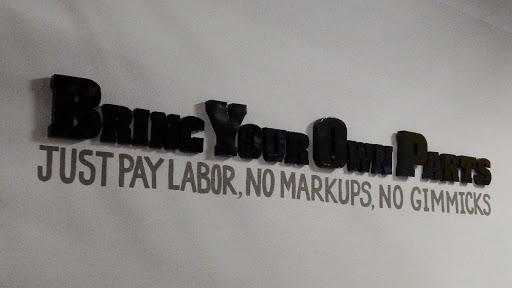 BRING YOUR OWN PARTS
JUST PAY LABOR, NO MARKUPS, NO GIMMICKS